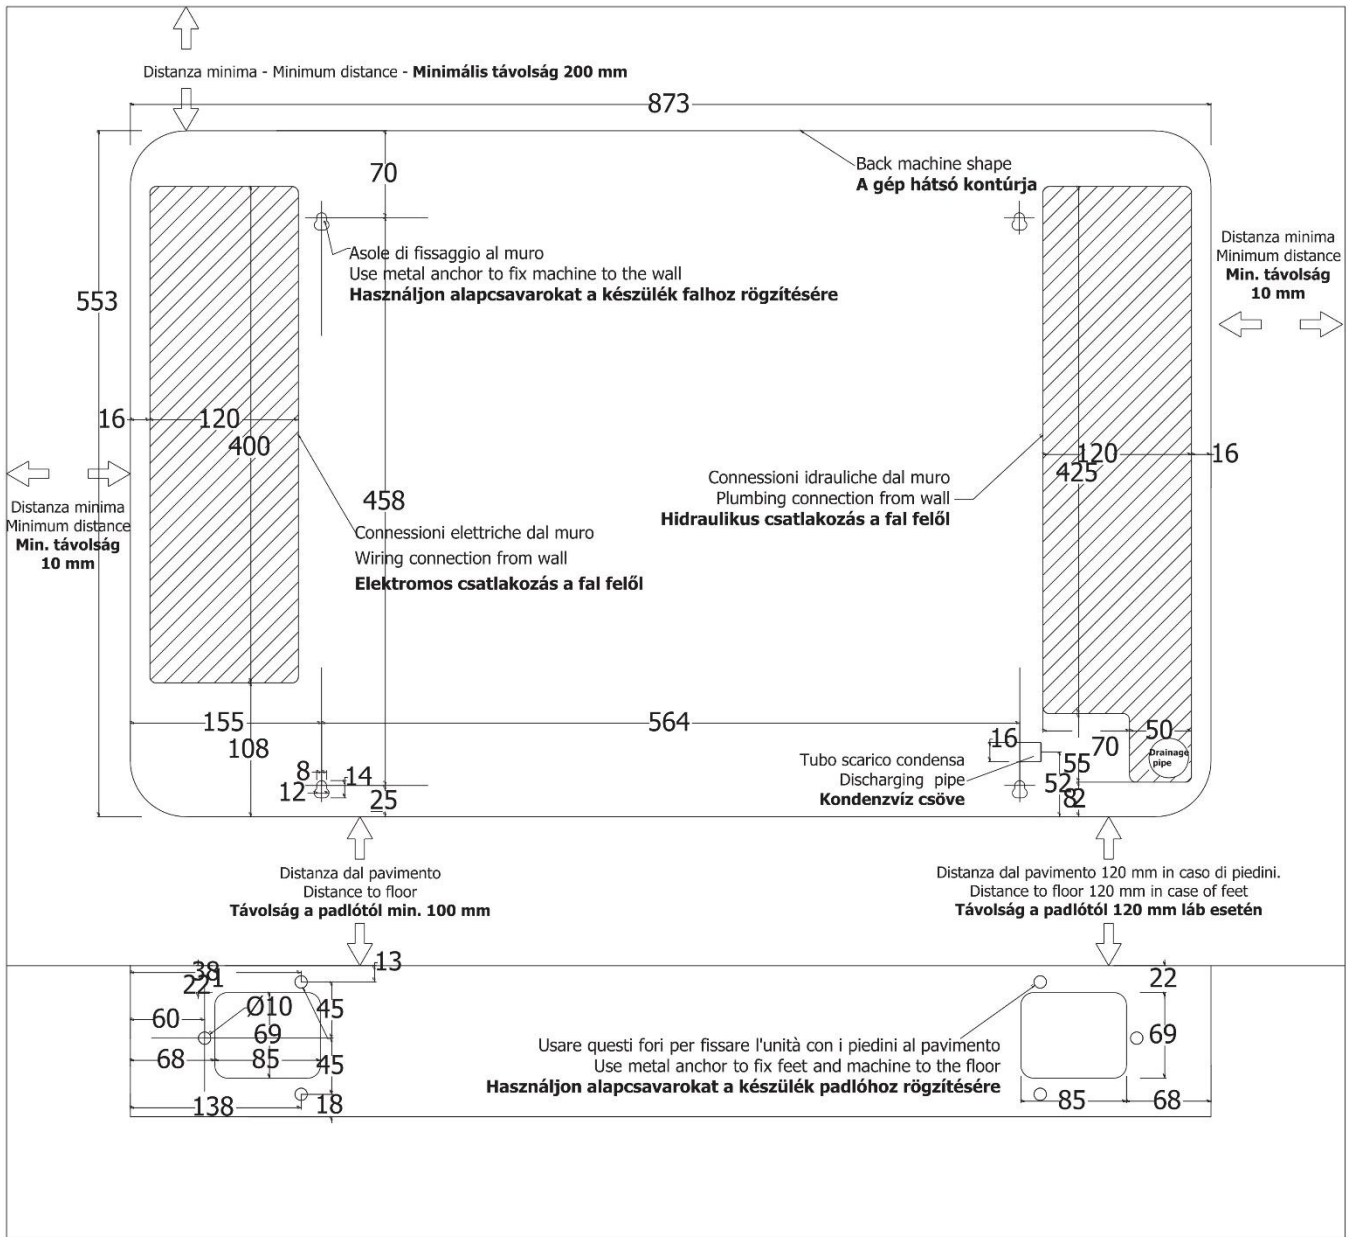 Distanza minima - Minimum distance - Minimális távolság 200 mm
873
70
Back machine shape
A gép hátsó kontúrja
Asole di fissaggio al muro
Use metal anchor to fix machine to the wall
Használjon alapcsavarokat a készülék falhoz rögzítésére
Distanza minima
Minimum distance
Min. távolság
10 mm
553
16
120
400
458
Connessioni idrauliche dal muro
Plumbing connection from wall
Hidraulikus csatlakozás a fal felől
120
425
16
Distanza minima
Minimum distance
Min. távolság
10 mm
Connessioni elettriche dal muro
Wiring connection from wall
Elektromos csatlakozás a fal felől
155
108
564
16
70
50
Drainage
pipe
55
52
82
8
14
12
25
Tubo scarico condensa
Discharging pipe
Kondenzvíz csöve
Distanza dal pavimento
Distance to floor
Távolság a padlótól min. 100 mm
Distanza dal pavimento 120 mm in caso di piedini.
Distance to floor 120 mm in case of feet
Távolság a padlótól 120 mm láb esetén
38
13
22
60
Ø10
45
69
68
85
45
138
18
Usare questi fori per fissare l'unità con i piedini al pavimento
Use metal anchor to fix feet and machine to the floor
Használjon alapcsavarokat a készülék padlóhoz rögzítésére
22
69
85
68